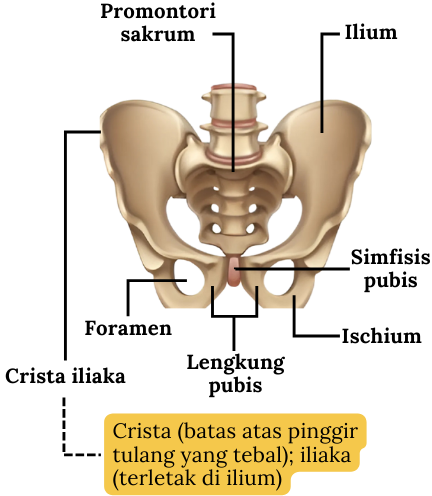 Promontori
sakrum
Ilium
Simfisis
pubis
Foramen
Ischium
Lengkung
pubis
Crista iliaka
Crista (batas atas pinggir
tulang yang tebal); iliaka
(terletak di ilium)